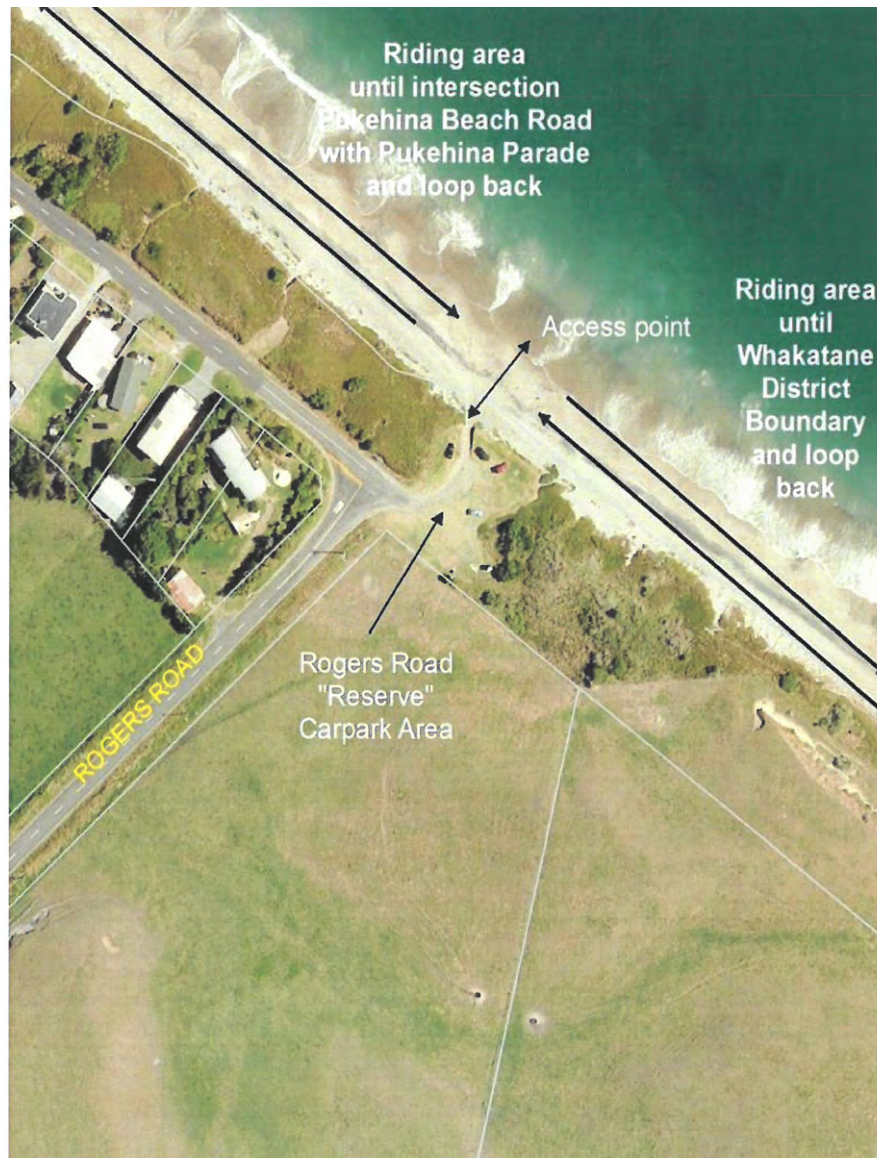 Riding area
until intersection
Pukehina Beach Road
with Pukehina Parade
and loop back
Access point
Riding area
until
Whakatane
District
Boundary
and loop
back
Rogers Road
"Reserve"
Carpark Area
ROGERS ROAD